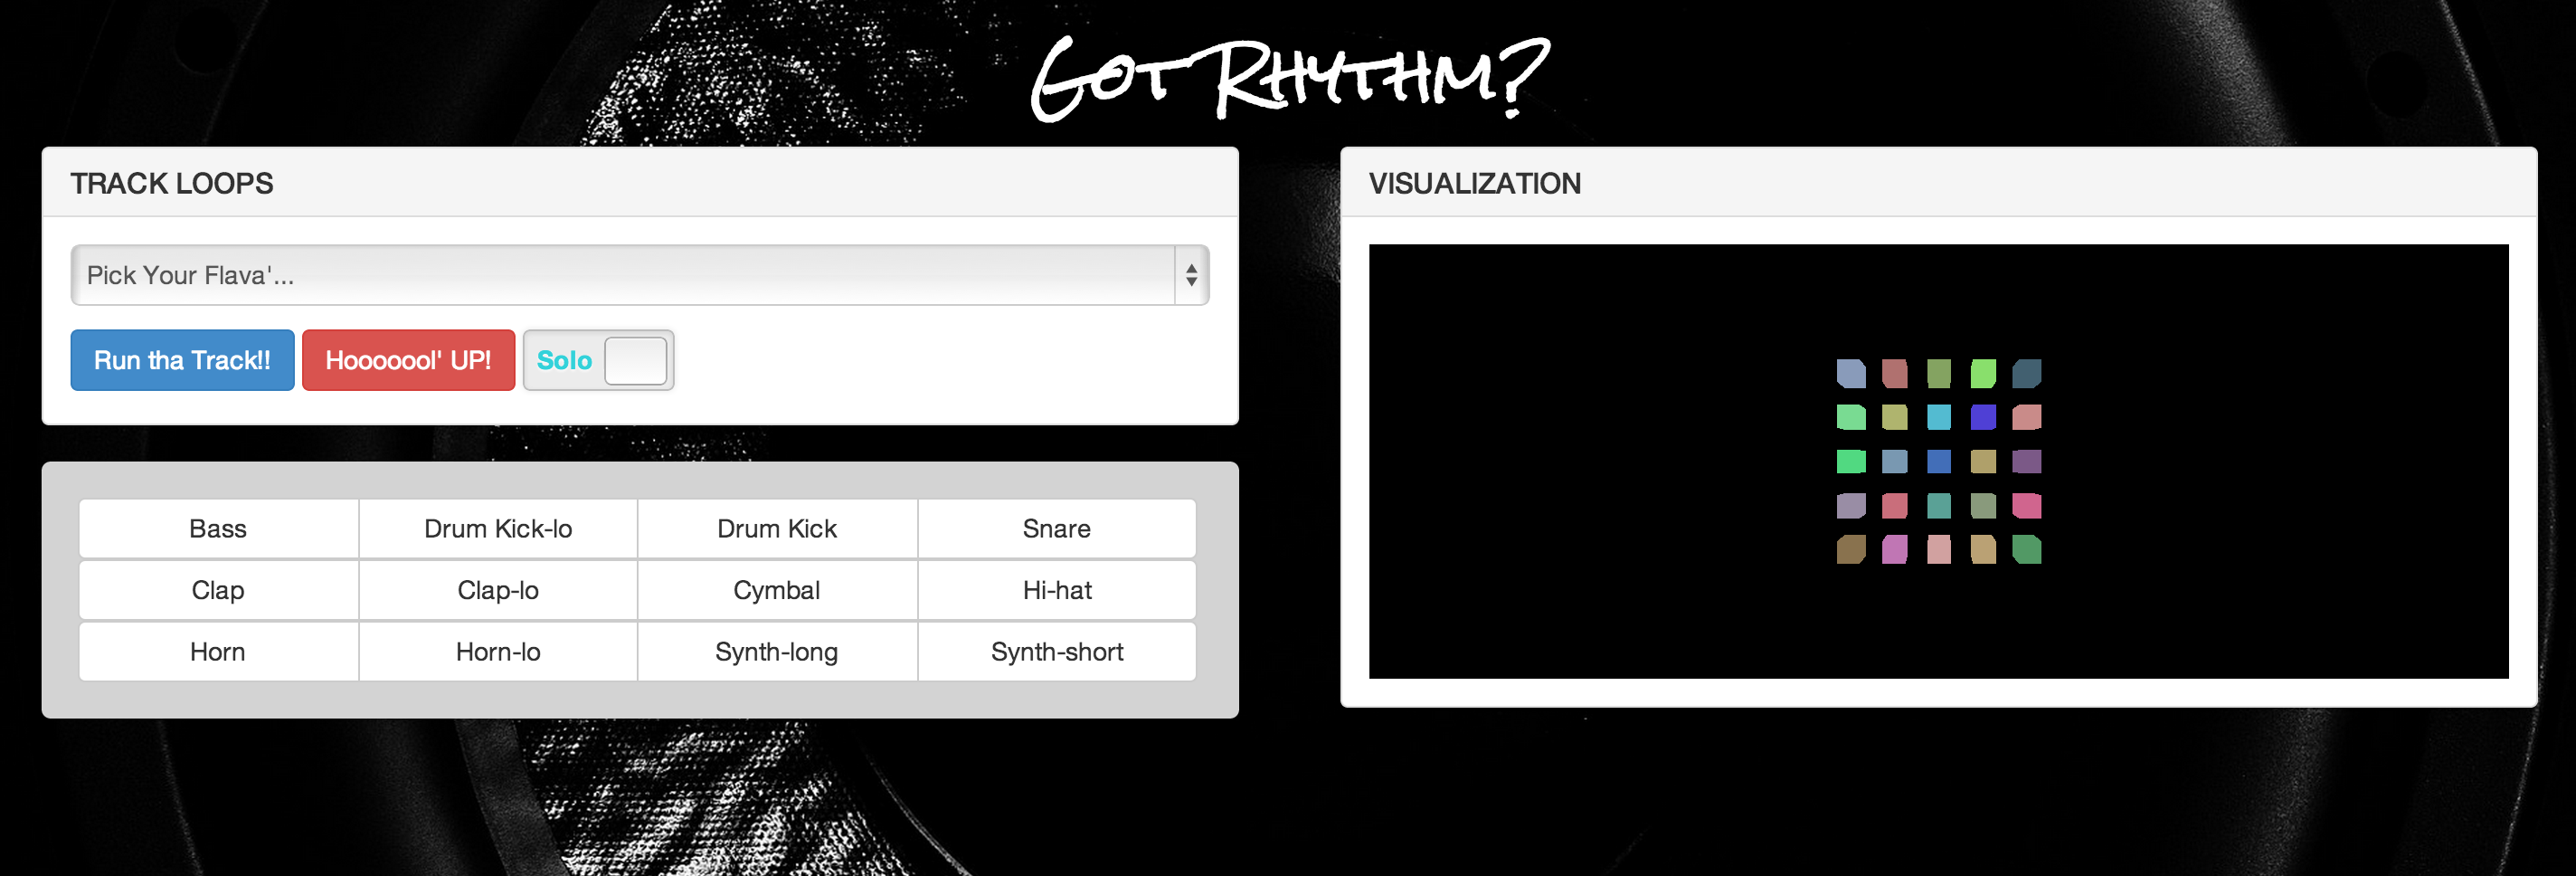 GOT RHYTHM?
TRACK LOOPS
Pick Your Flava'...
Run tha Track!! Hooooool' UP! Solo
Bass Drum Kick-lo Drum Kick Snare
Clap Clap-lo Cymbal Hi-hat
Horn Horn-lo Synth-long Synth-short
VISUALIZATION